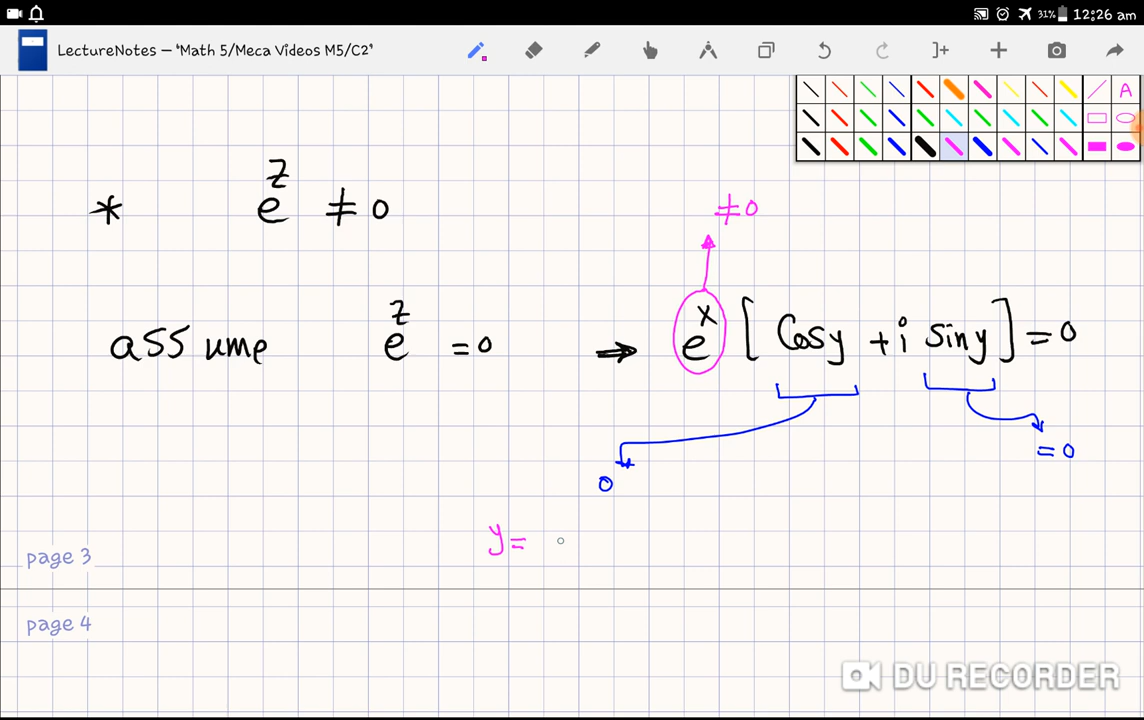 31% 12:26 am
LectureNotes – ‘Math 5/Meca Videos M5/C2’
A
* e^z ≠ 0
≠0
assume e^z = 0 ⇒ e^x [ Cosy + i siny ] = 0
0
= 0
y =
page 3
page 4
DU RECORDER